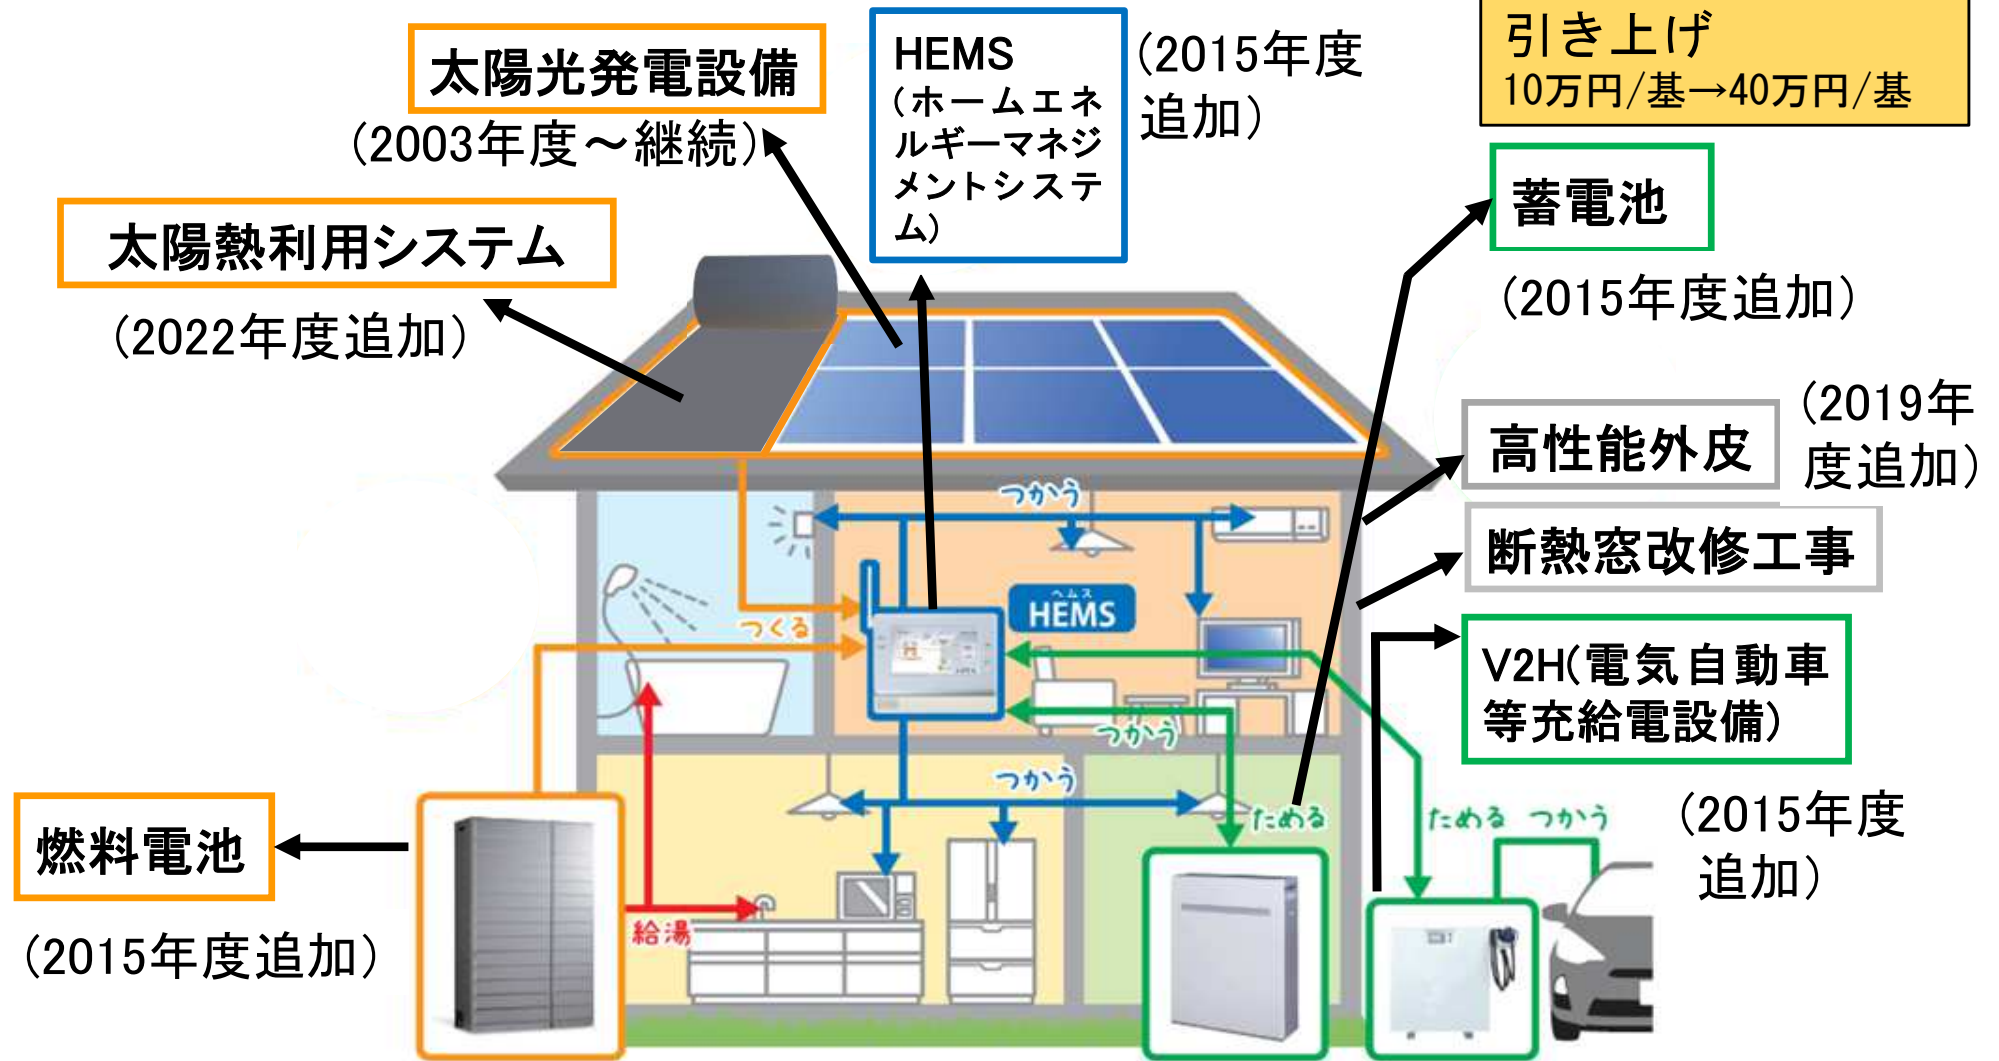 引き上げ
10万円/基→40万円/基
太陽光発電設備
(2003年度～継続)
HEMS
(ホームエネ
ルギーマネジ
メントシステ
ム)
(2015年度
追加)
蓄電池
(2015年度追加)
太陽熱利用システム
(2022年度追加)
高性能外皮
(2019年
度追加)
断熱窓改修工事
V2H(電気自動車
等充給電設備)
(2015年度
追加)
つかう
ヘムス
HEMS
つくる
つかう
つかう
ためる
ためる つかう
燃料電池
(2015年度追加)
給湯